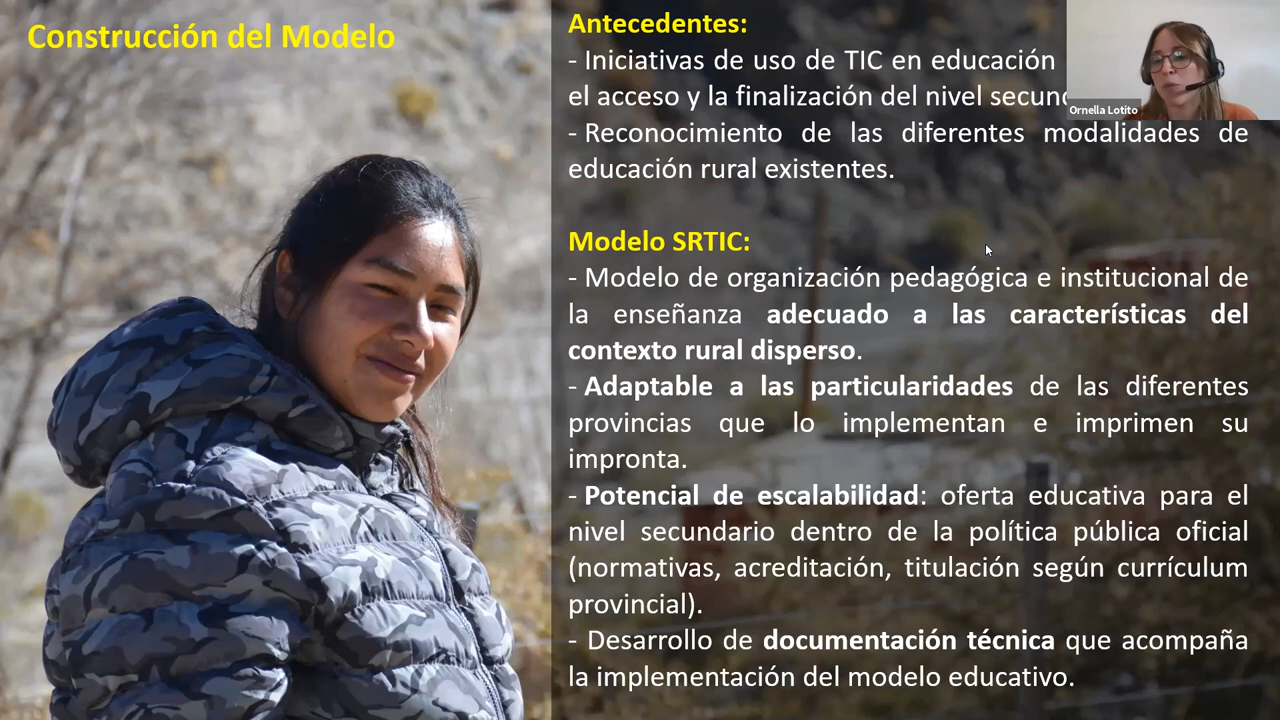 Construcción del Modelo
Antecedentes:
- Iniciativas de uso de TIC en educación
el acceso y la finalización del nivel
- Reconocimiento de las diferentes modalidades de
educación rural existentes.
Modelo SRTIC:
- Modelo de organización pedagógica e institucional de
la enseñanza adecuado a las características del
contexto rural disperso.
- Adaptable a las particularidades de las diferentes
provincias que lo implementan e imprimen su
impronta.
- Potencial de escalabilidad: oferta educativa para el
nivel secundario dentro de la política pública oficial
(normativas, acreditación, titulación según currículum
provincial).
- Desarrollo de documentación técnica que acompaña
la implementación del modelo educativo.
Ornella Lotito